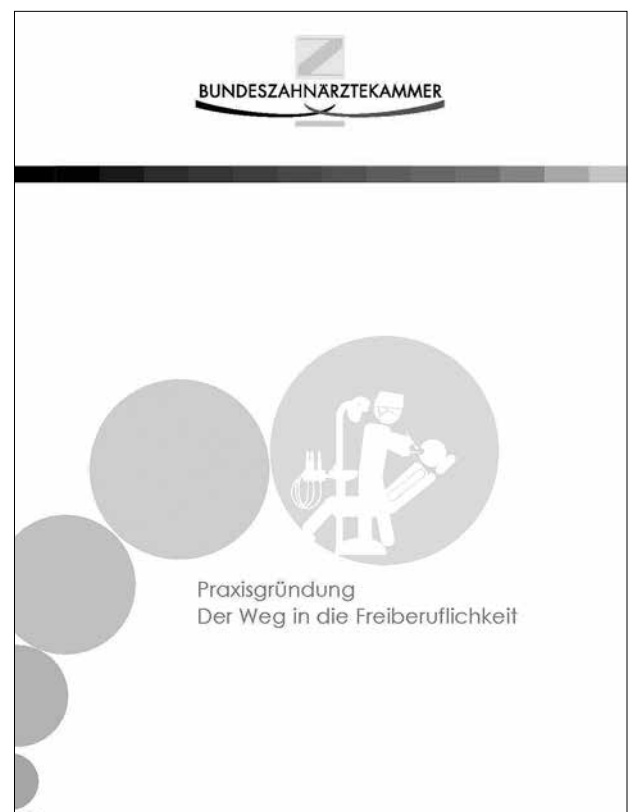 BUNDESZAHNÄRZTEKAMMER
Praxisgründung
Der Weg in die Freiberuflichkeit